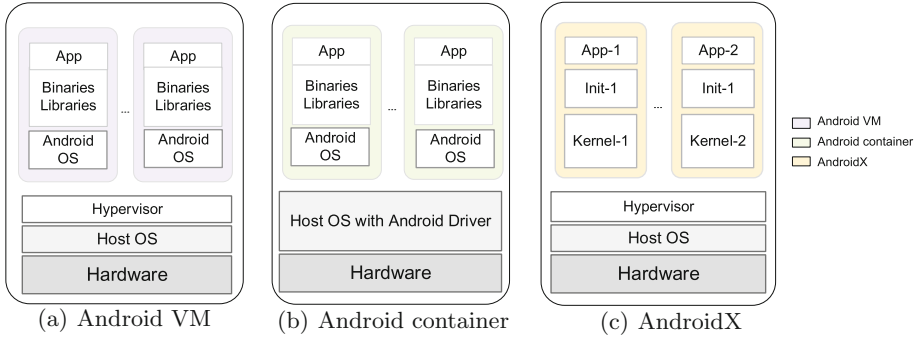 App
Binaries
Libraries
Android
OS
...
App
Binaries
Libraries
Android
OS
Hypervisor
Host OS
Hardware
(a) Android VM
App
Binaries
Libraries
Android
OS
...
App
Binaries
Libraries
Android
OS
Host OS with Android Driver
Hardware
(b) Android container
App-1
Init-1
Kernel-1
...
App-2
Init-1
Kernel-2
Hypervisor
Host OS
Hardware
(c) AndroidX
Android VM
Android container
AndroidX